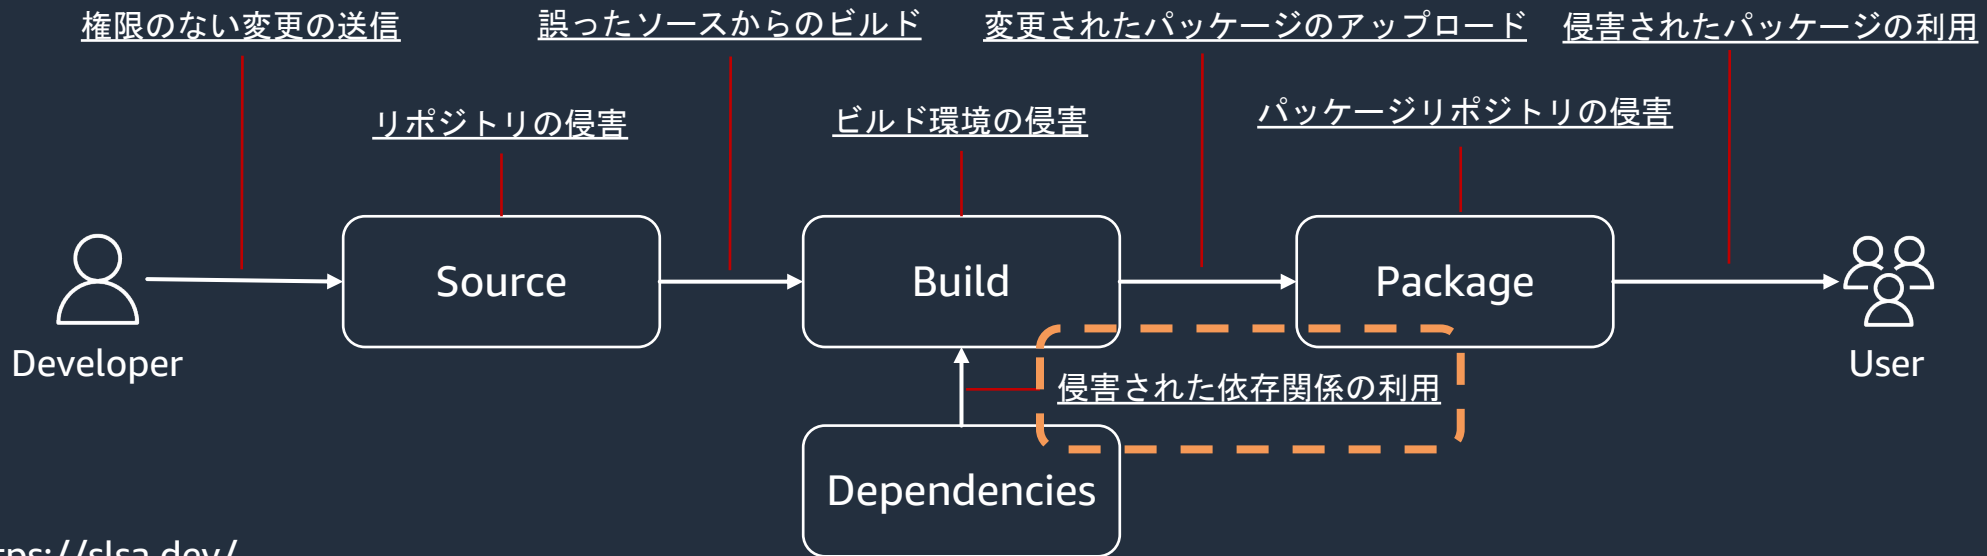 権限のない変更の送信
誤ったソースからのビルド
変更されたパッケージのアップロード
侵害されたパッケージの利用
リポジトリの侵害
ビルド環境の侵害
パッケージリポジトリの侵害
Source
Build
Package
Developer
User
侵害された依存関係の利用
Dependencies
tps://slsa.dev/